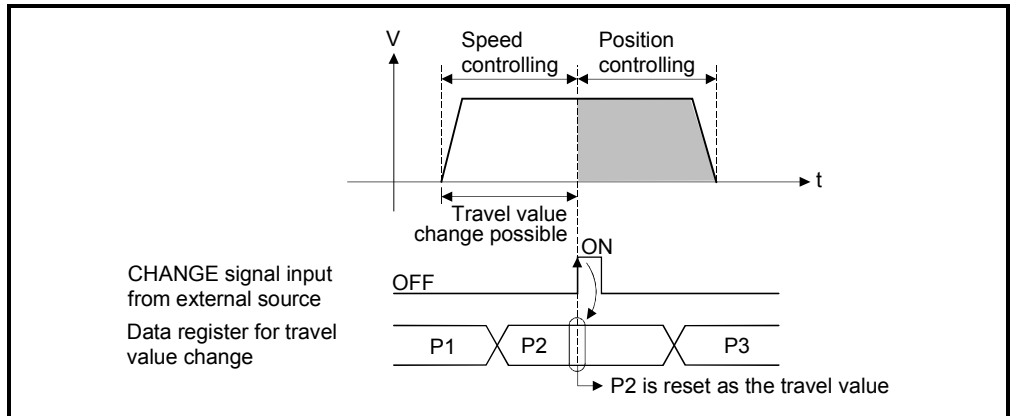 V
Speed
controlling
Position
controlling
t
Travel value
change possible
ON
CHANGE signal input
from external source
OFF
Data register for travel
value change
P1
P2
P3
P2 is reset as the travel value